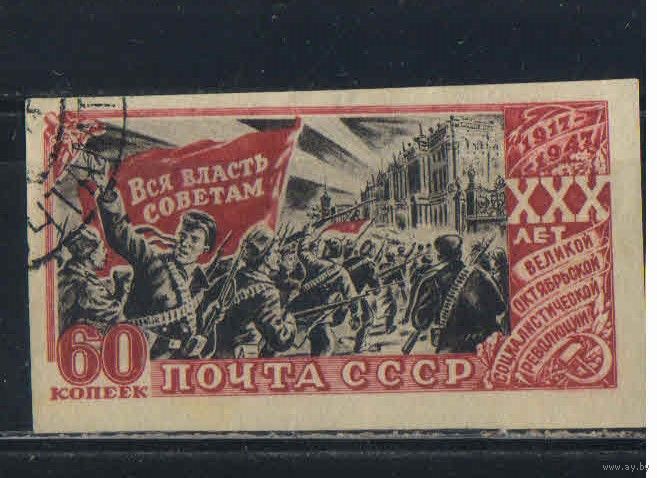 Вся власть
советам
1917
1947
XXX
лет
великой
октябрьской
социалистической
революции
60
копеек
почта СССР
www.ay.by